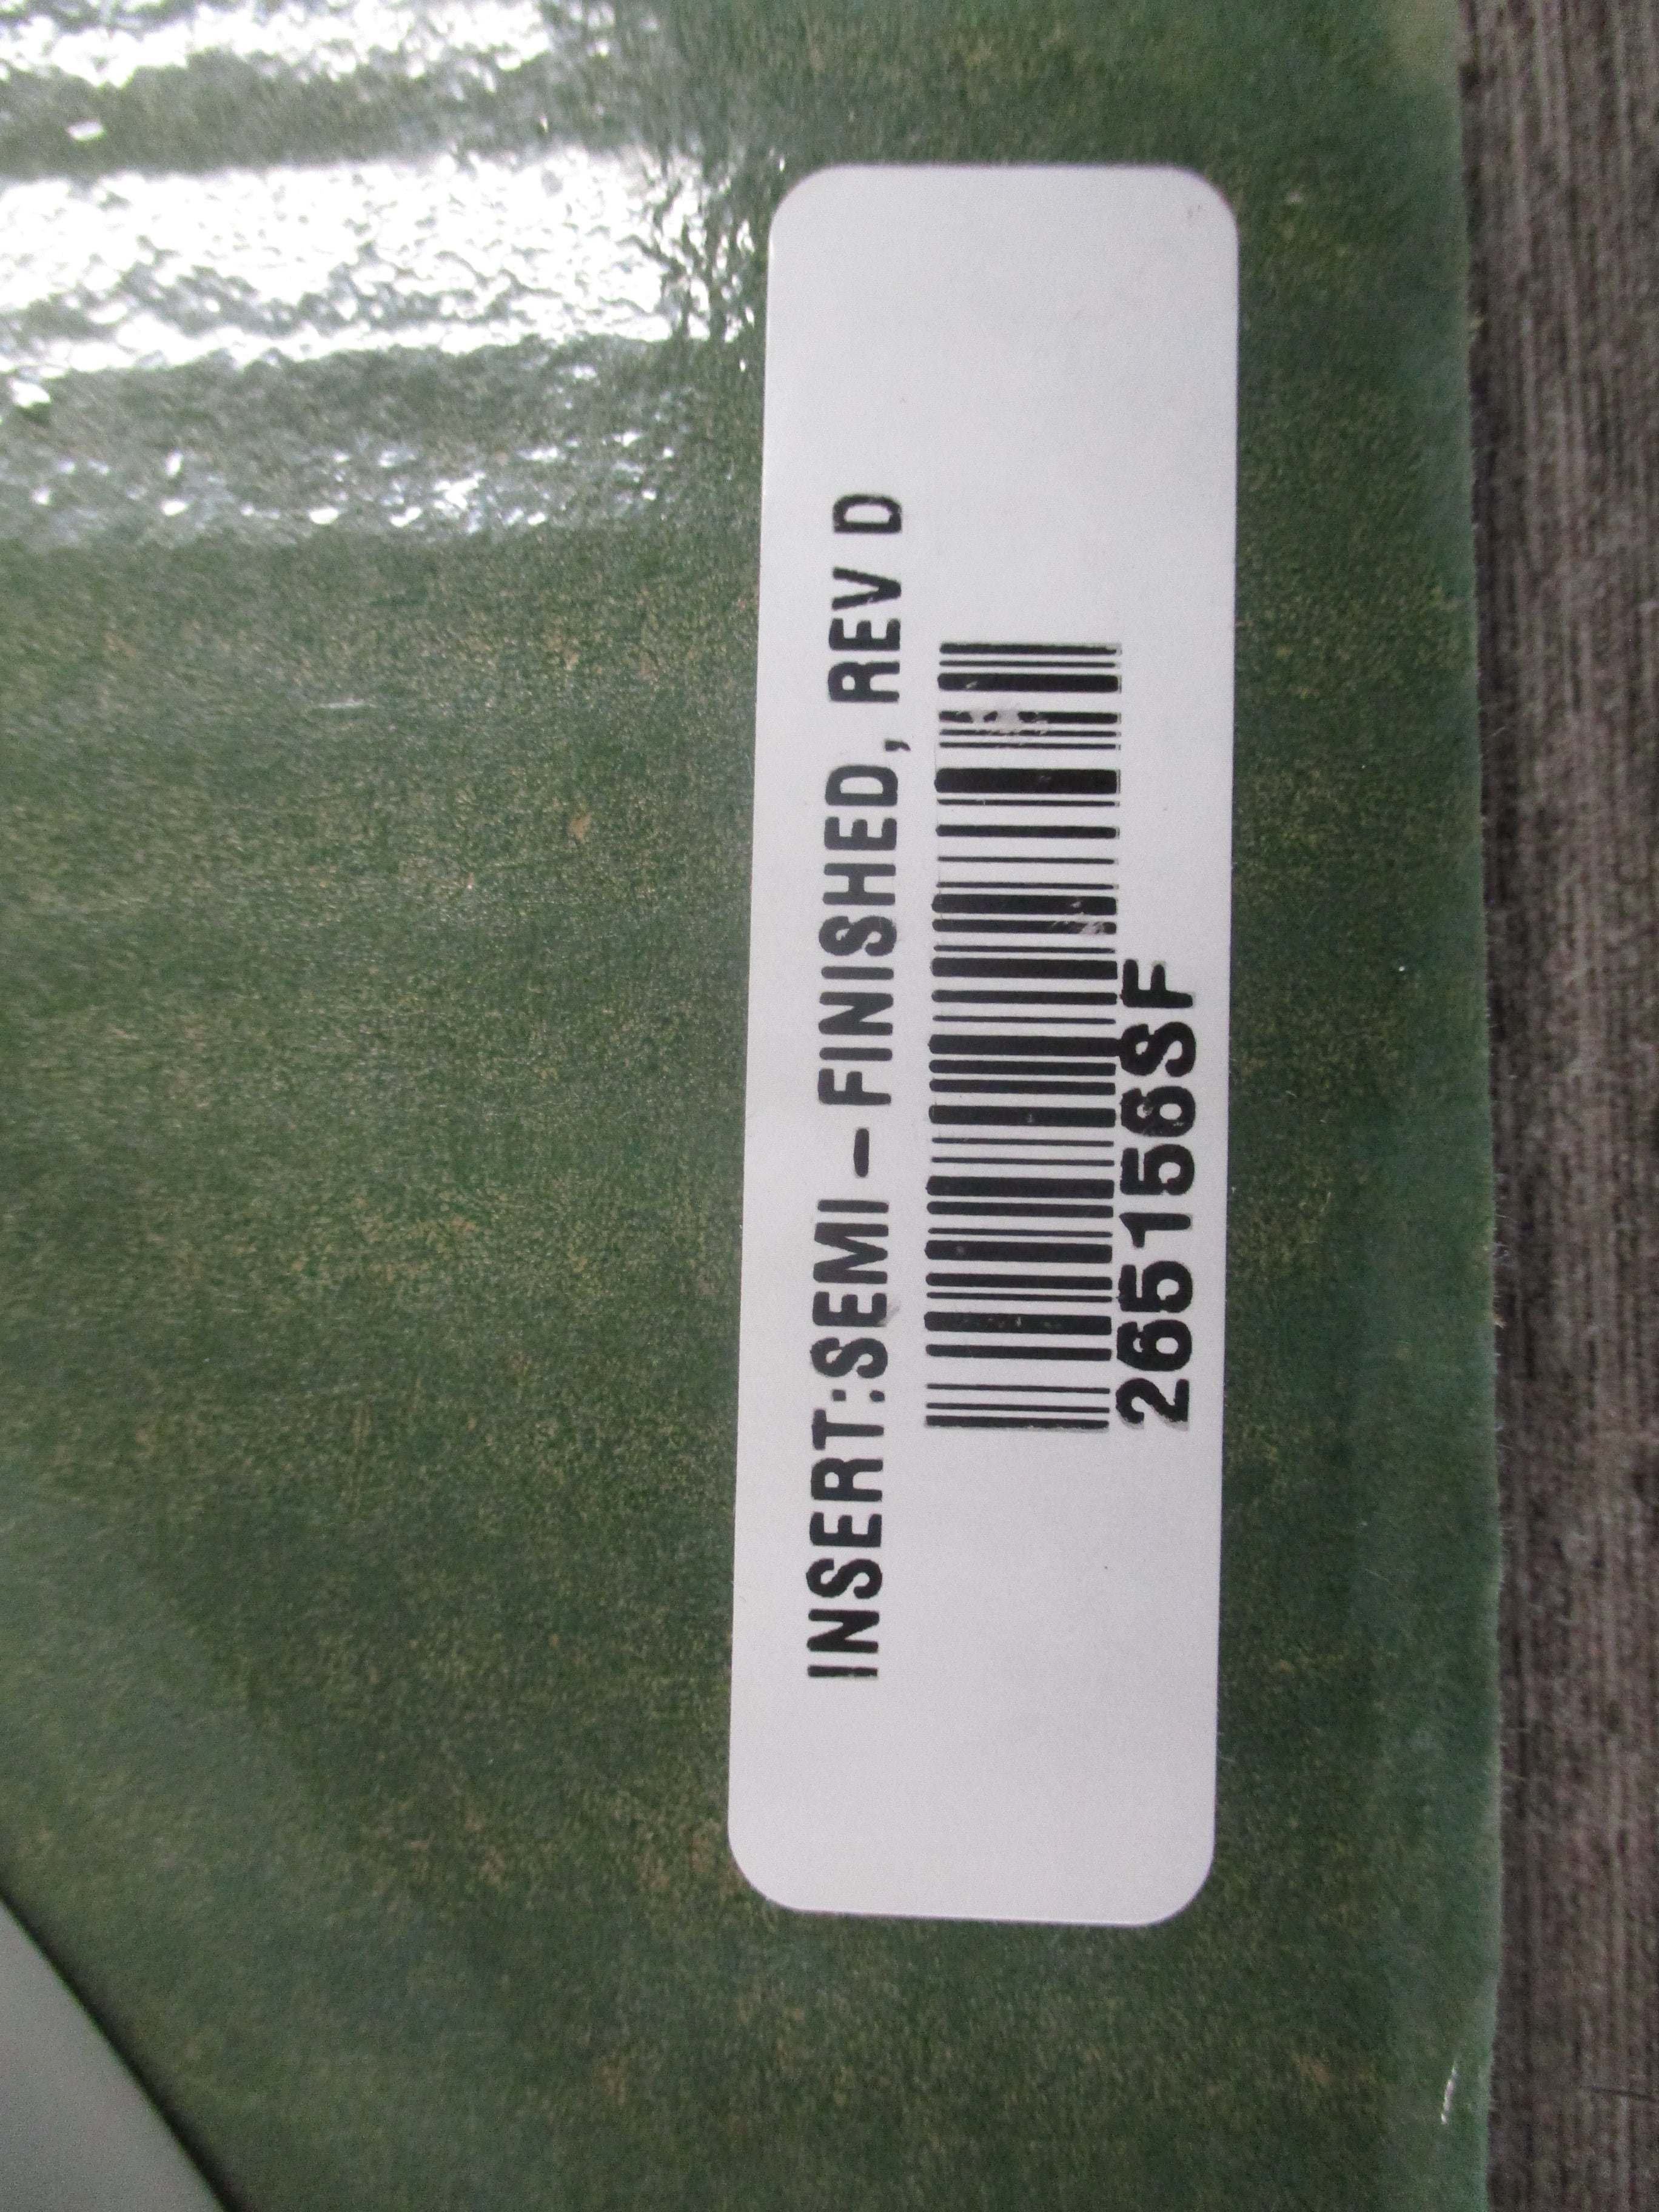 INSERT:SEMI-FINISHED, REV D
265156SF